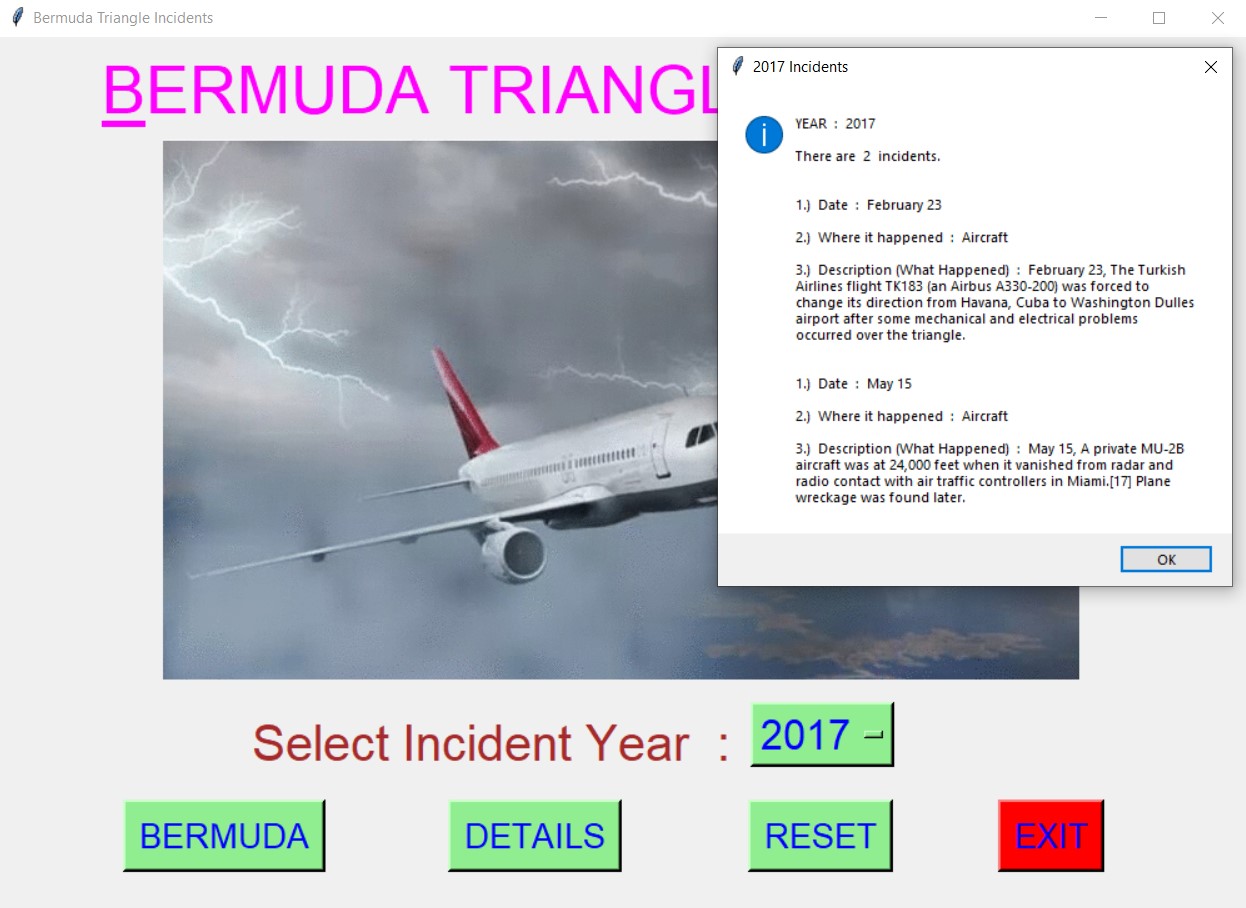 Bermuda Triangle Incidents
BERMUDA TRIANGL
2017 Incidents
YEAR : 2017
There are 2 incidents.
1.) Date : February 23
2.) Where it happened : Aircraft
3.) Description (What Happened) : February 23, The Turkish
Airlines flight TK183 (an Airbus A330-200) was forced to
change its direction from Havana, Cuba to Washington Dulles
airport after some mechanical and electrical problems
occurred over the triangle.
1.) Date : May 15
2.) Where it happened : Aircraft
3.) Description (What Happened) : May 15, A private MU-2B
aircraft was at 24,000 feet when it vanished from radar and
radio contact with air traffic controllers in Miami.[17] Plane
wreckage was found later.
OK
Select Incident Year : 2017
BERMUDA DETAILS RESET EXIT